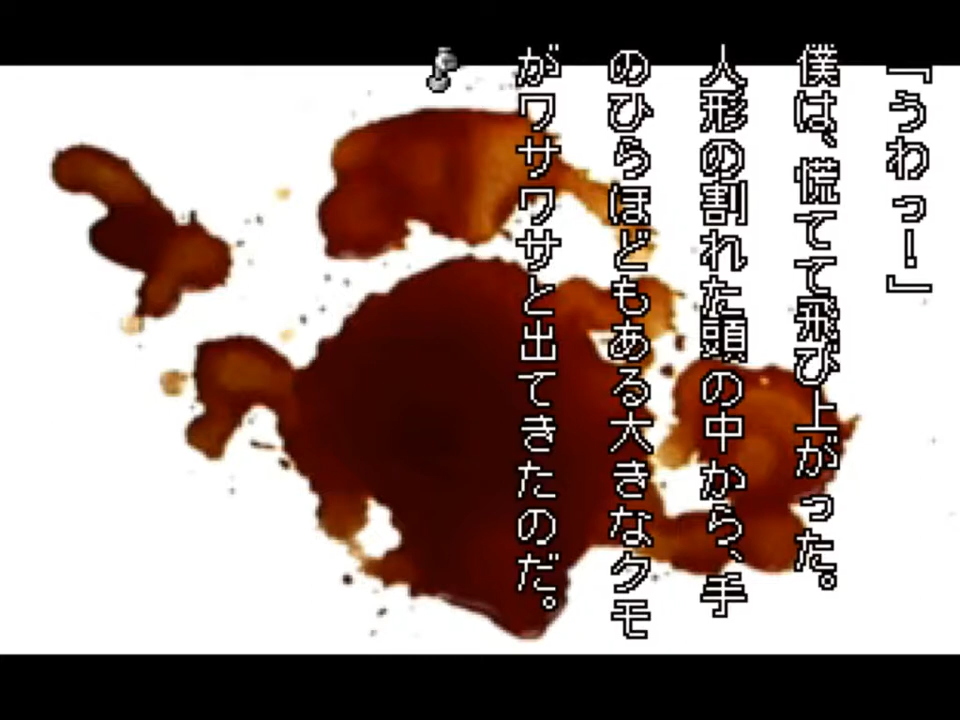 「うわっー」
僕は、慌てて飛び上がった。
人形の割れた頭の中から、手
のひらほどもある大きなクモ
がワサワサと出てきたのだ。